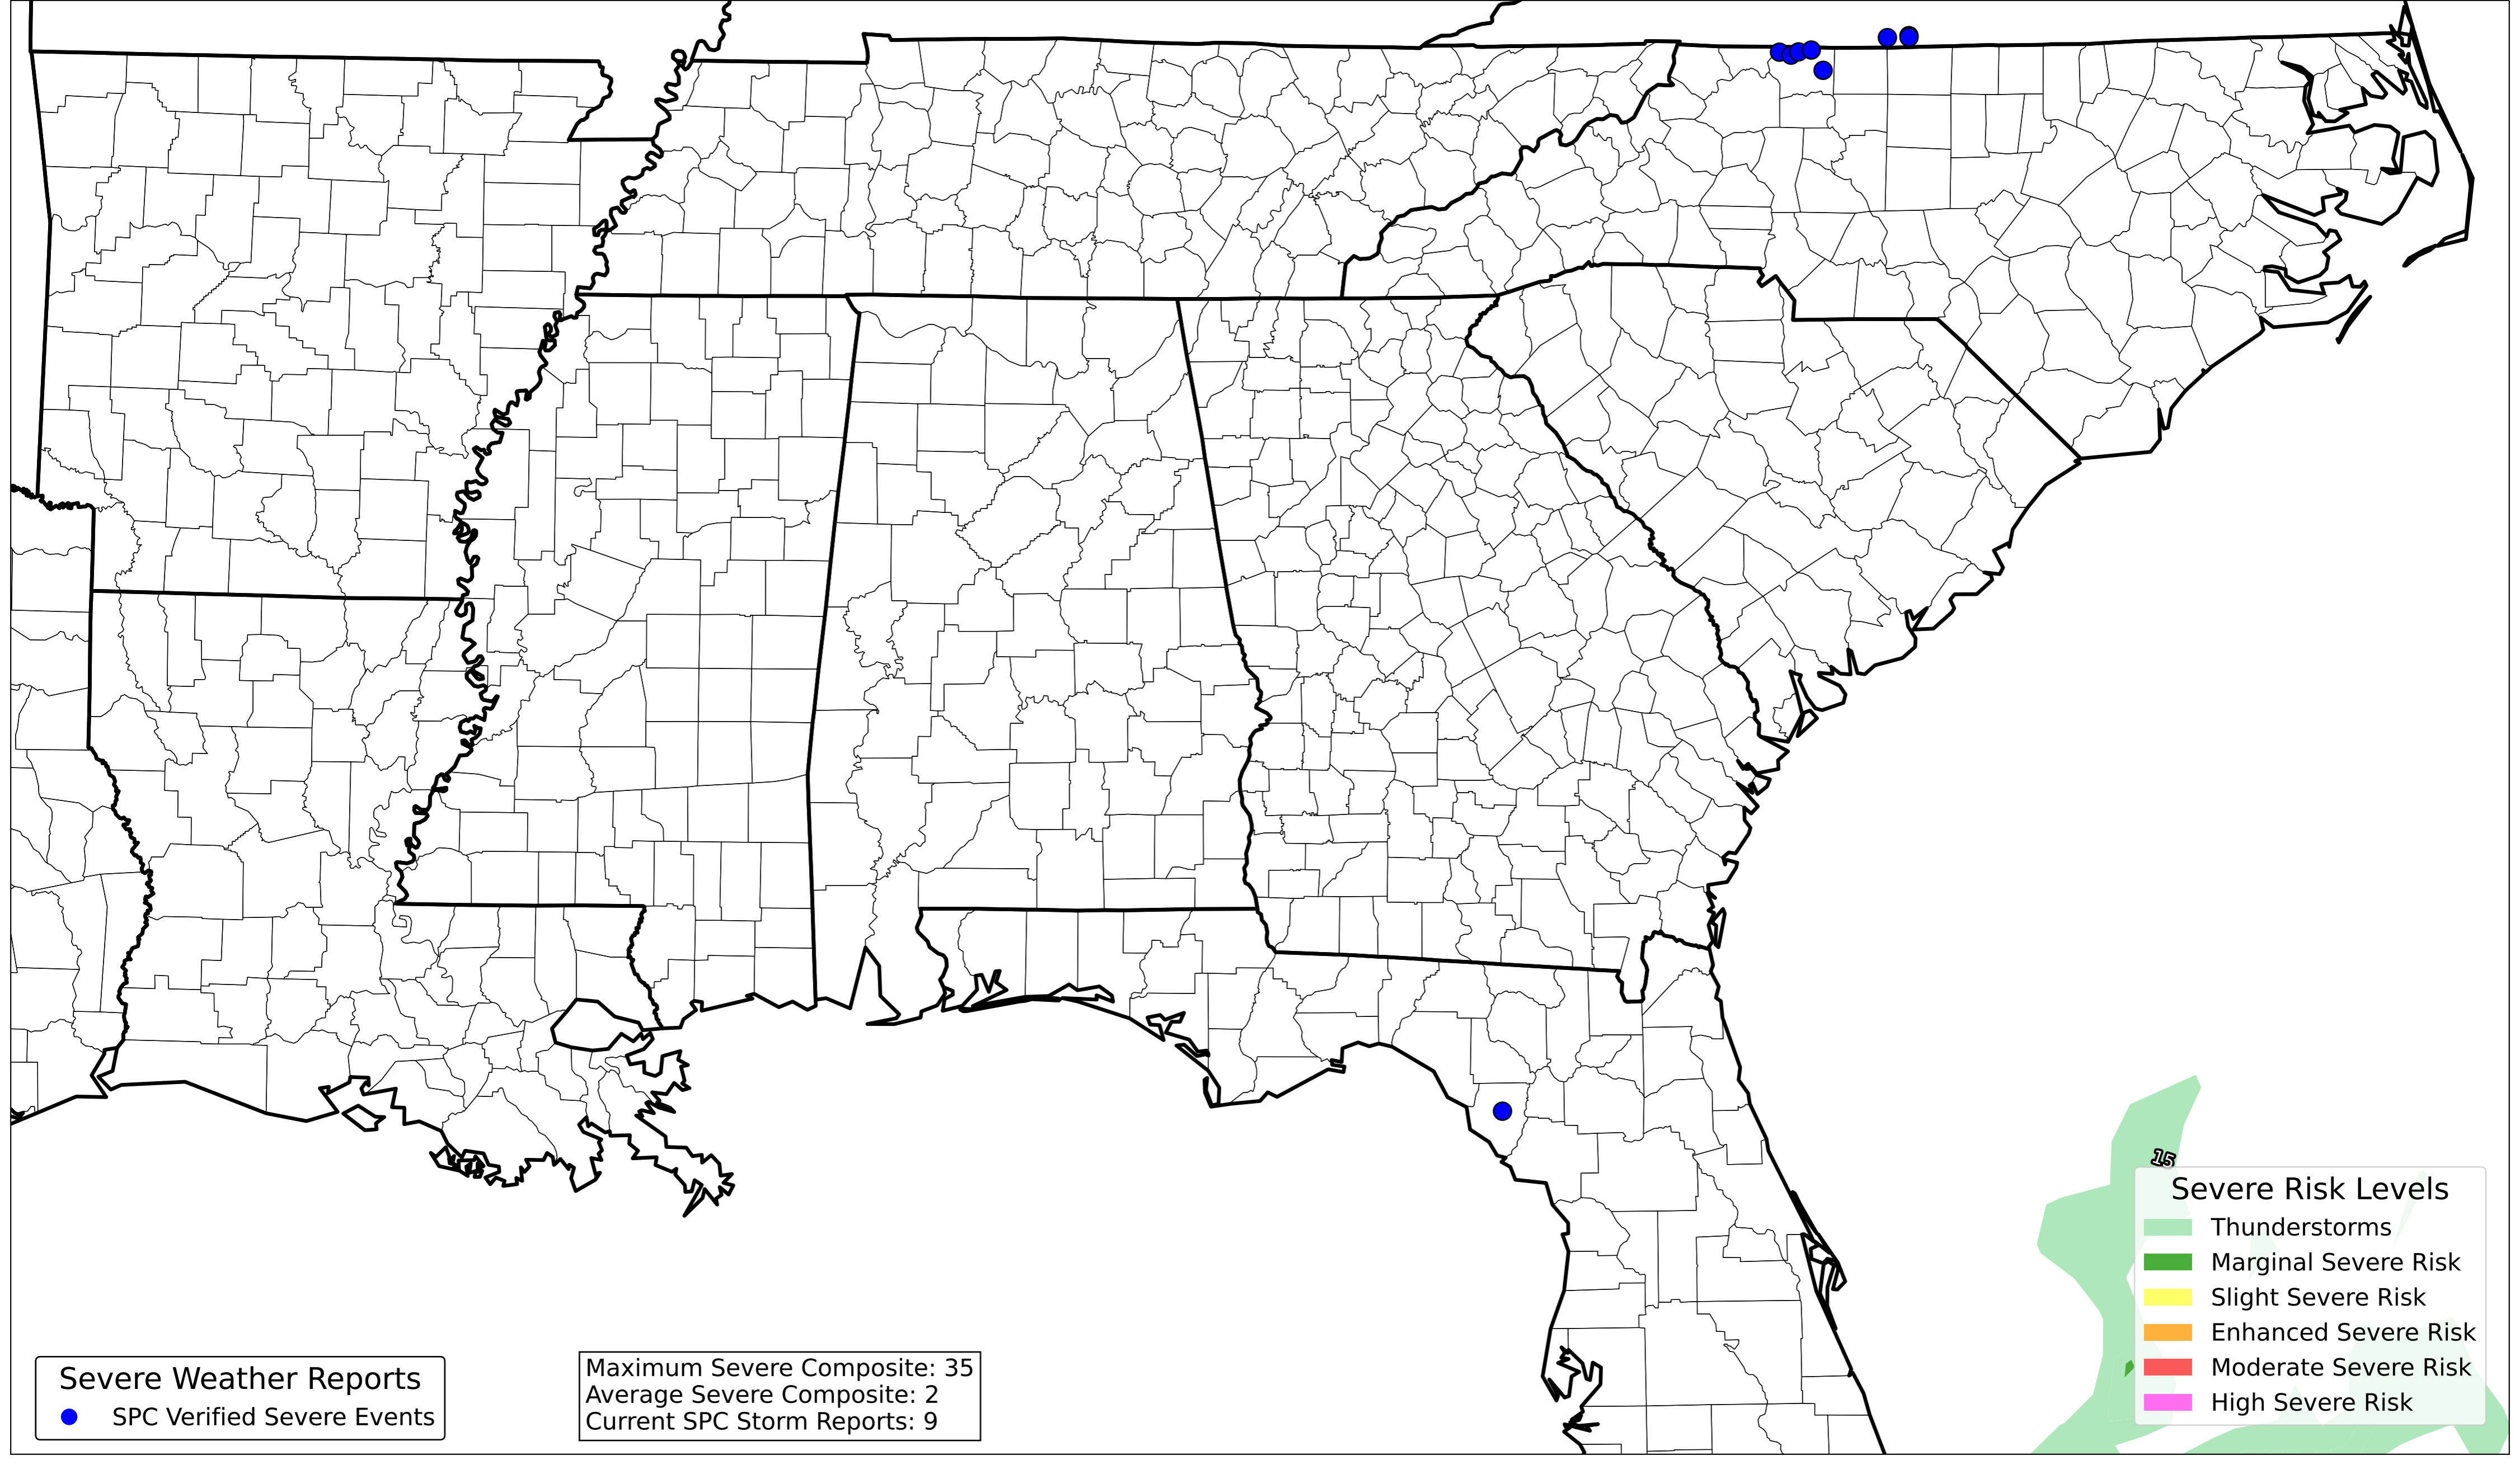 15
Severe Risk Levels
Thunderstorms
Marginal Severe Risk
Slight Severe Risk
Enhanced Severe Risk
Moderate Severe Risk
High Severe Risk
Severe Weather Reports
SPC Verified Severe Events
Maximum Severe Composite: 35
Average Severe Composite: 2
Current SPC Storm Reports: 9